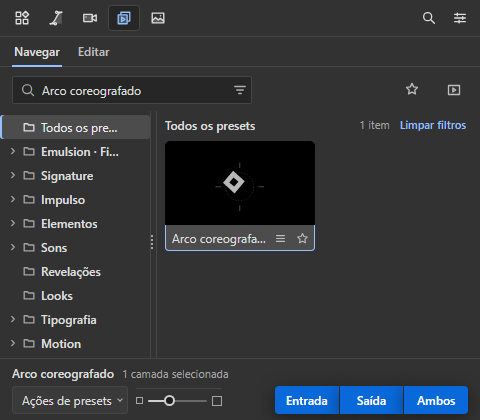 Navegar Editar
Arco coreografado
Todos os pre...
Emulsion · Fi...
Signature
Impulso
Elementos
Sons
Revelações
Looks
Tipografia
Motion
Todos os presets 1 item Limpar filtros
Arco coreografa...
Arco coreografado 1 camada selecionada
Ações de presets Entrada Saída Ambos